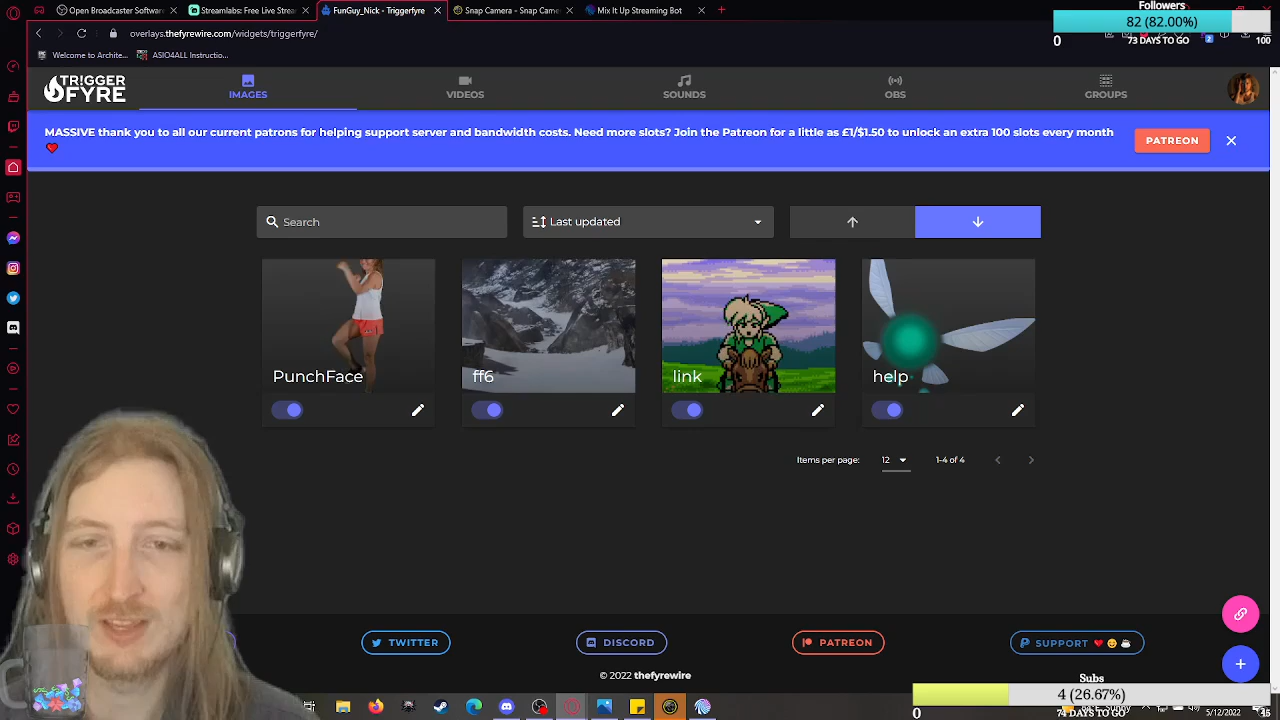 Open Broadcaster Software
Streamlabs: Free Live Strea
FunGuy_Nick - Triggerfyre
Snap Camera - Snap Came
Mix It Up Streaming Bot
Followers
82 (82.00%)
0
73 DAYS TO GO
100
overlays.thefyrewire.com/widgets/triggerfyre/
2
Welcome to Archite...
ASIO4ALL Instructio...
TR!GGER
FYRE
IMAGES
VIDEOS
SOUNDS
OBS
GROUPS
MASSIVE thank you to all our current patrons for helping support server and bandwidth costs. Need more slots? Join the Patreon for a little as £1/$1.50 to unlock an extra 100 slots every month
PATREON
Search
Last updated
PunchFace
ff6
link
help
Items per page:
12
1-4 of 4
TWITTER
DISCORD
PATREON
SUPPORT
© 2022 thefyrewire
Subs
4 (26.67%)
0
74 DAYS TO GO
15
5/12/2022